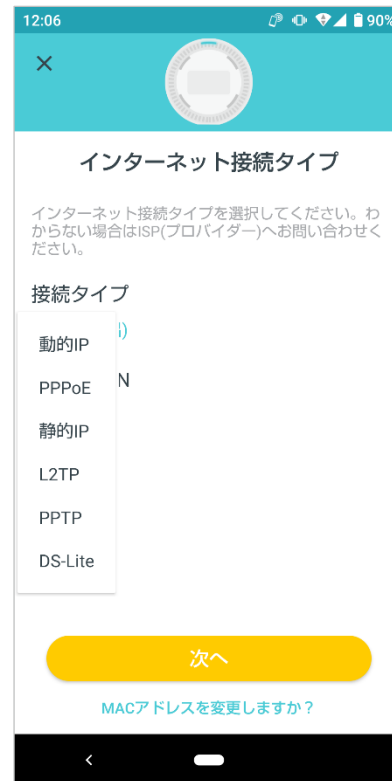 12:06
90%
インターネット接続タイプ
インターネット接続タイプを選択してください。わ
からない場合はISP(プロバイダー)へお問い合わせく
ださい。
接続タイプ
動的IP
PPPoE
N
静的IP
L2TP
PPTP
DS-Lite
次へ
MACアドレスを変更しますか？